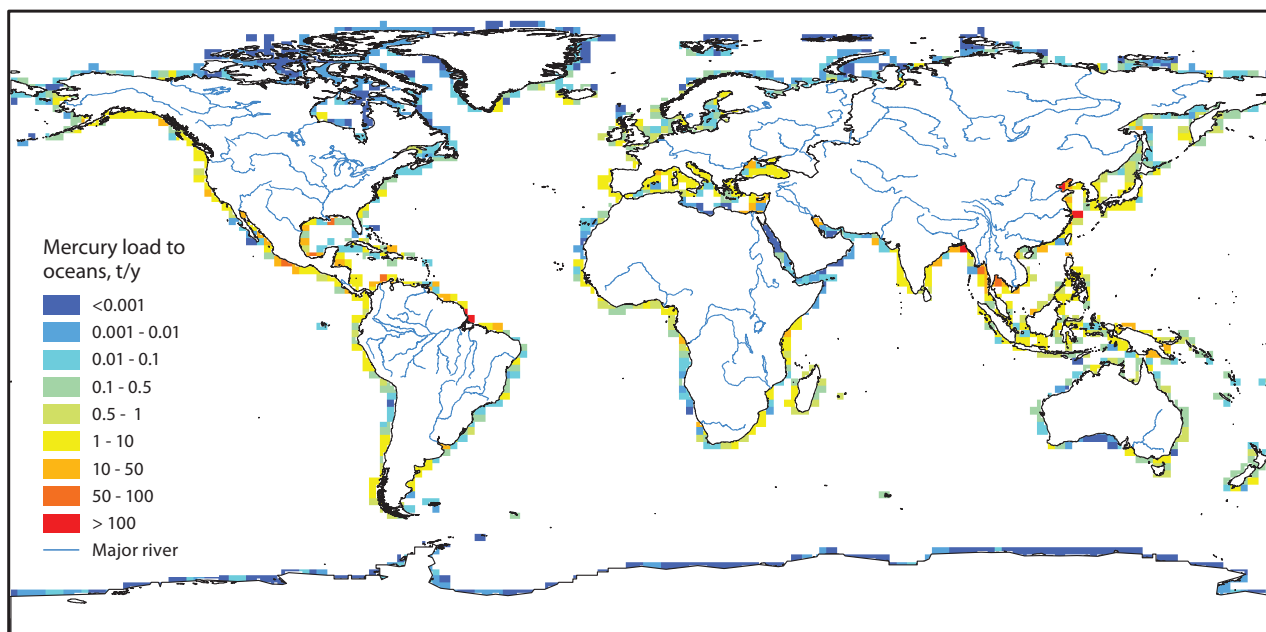 Mercury load to
oceans, t/y
<0.001
0.001 - 0.01
0.01 - 0.1
0.1 - 0.5
0.5 - 1
1 - 10
10 - 50
50 - 100
> 100
Major river